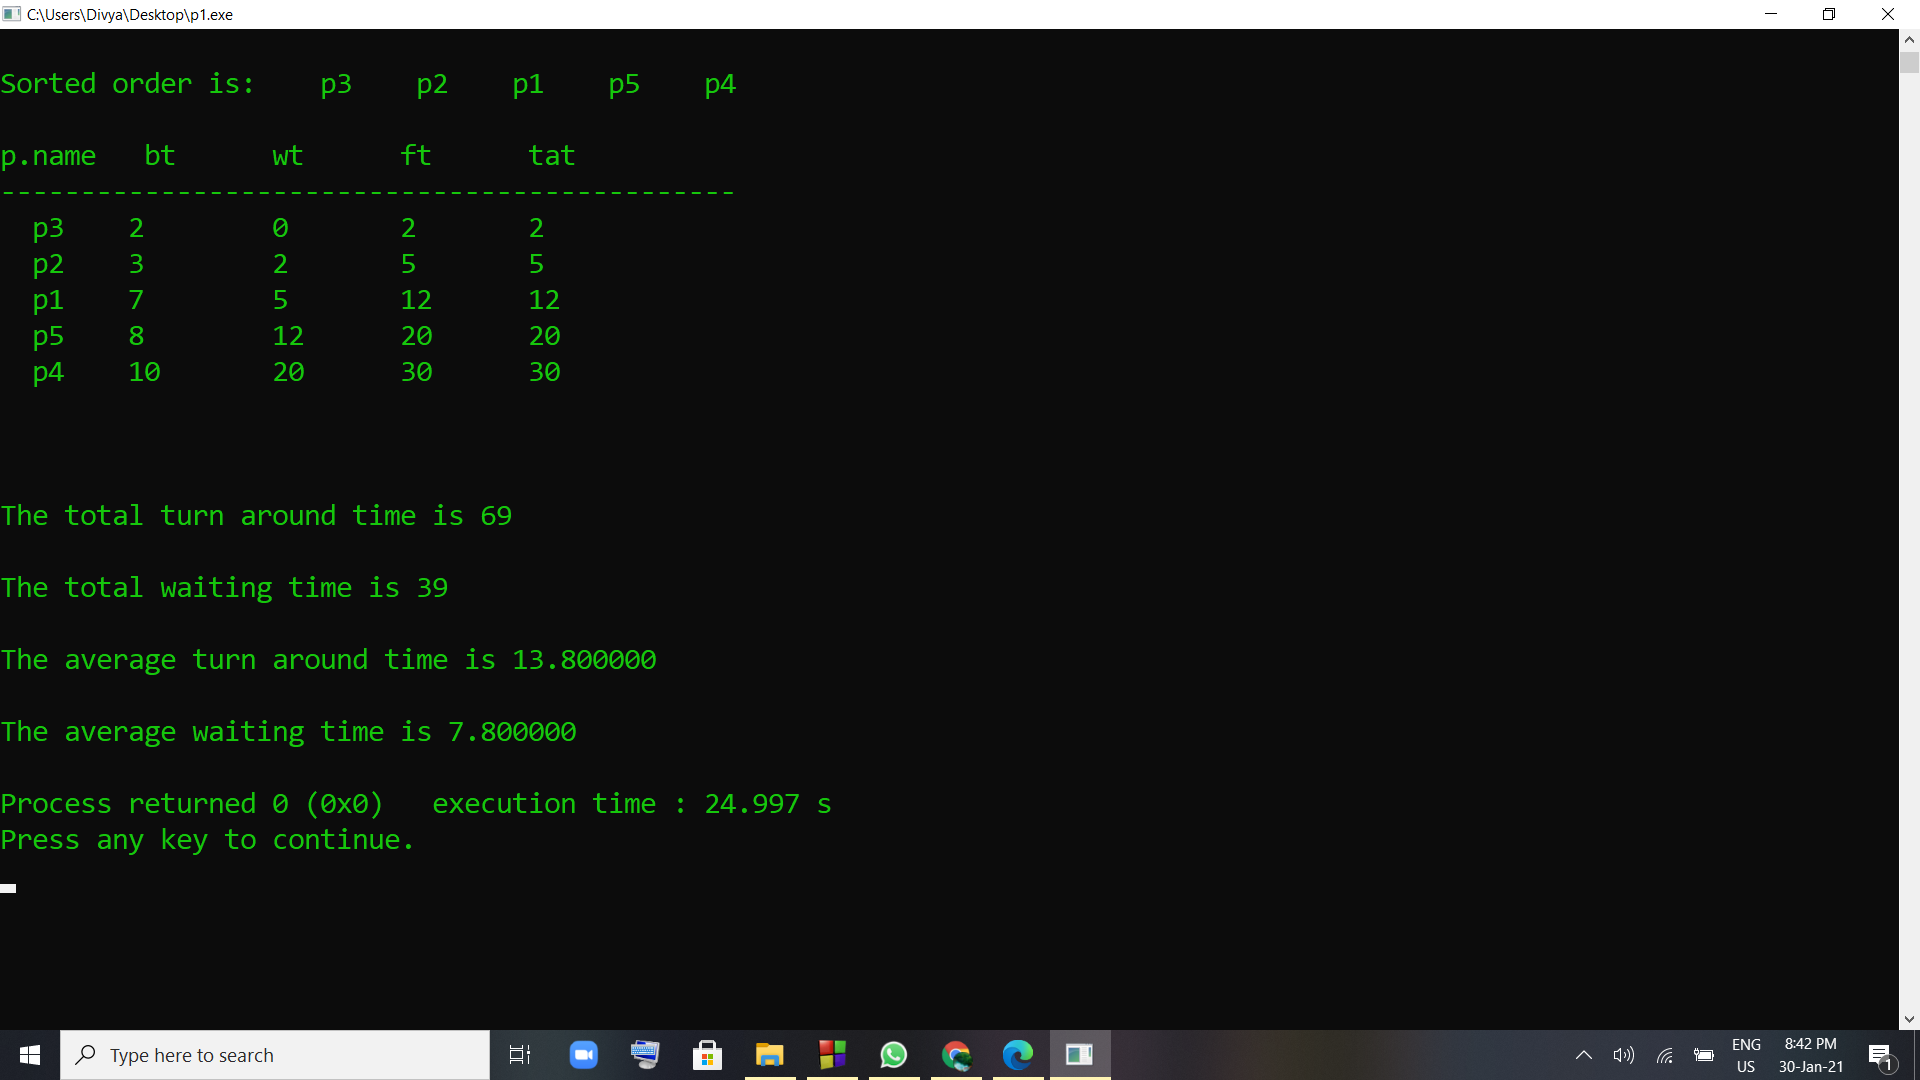 C:\Users\Divya\Desktop\p1.exe
Sorted order is:    p3    p2    p1    p5    p4
p.name   bt      wt      ft      tat
----------------------------------------------
p3    2        0       2       2
p2    3        2       5       5
p1    7        5       12      12
p5    8        12      20      20
p4    10       20      30      30
The total turn around time is 69
The total waiting time is 39
The average turn around time is 13.800000
The average waiting time is 7.800000
Process returned 0 (0x0)   execution time : 24.997 s
Press any key to continue.
Type here to search
ENG
US
8:42 PM
30-Jan-21
1